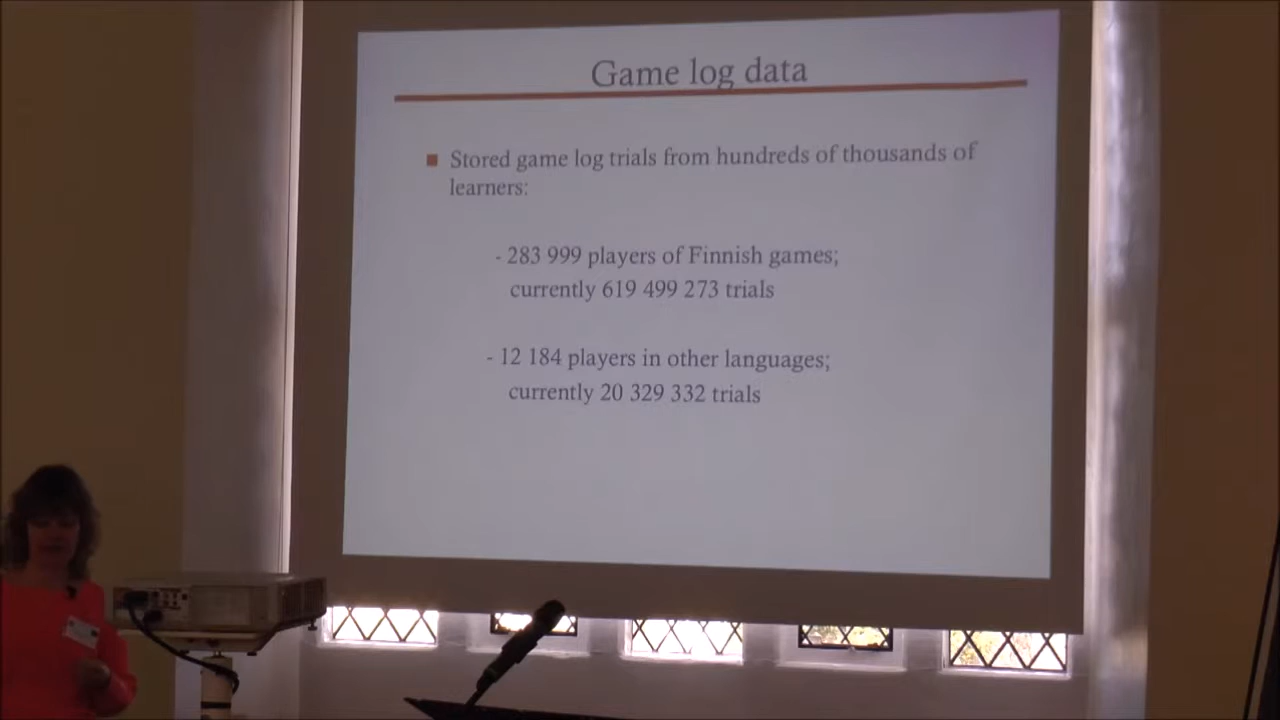 Game log data
Stored game log trials from hundreds of thousands of
learners:
- 283 999 players of Finnish games;
currently 619 499 273 trials
- 12 184 players in other languages;
currently 20 329 332 trials